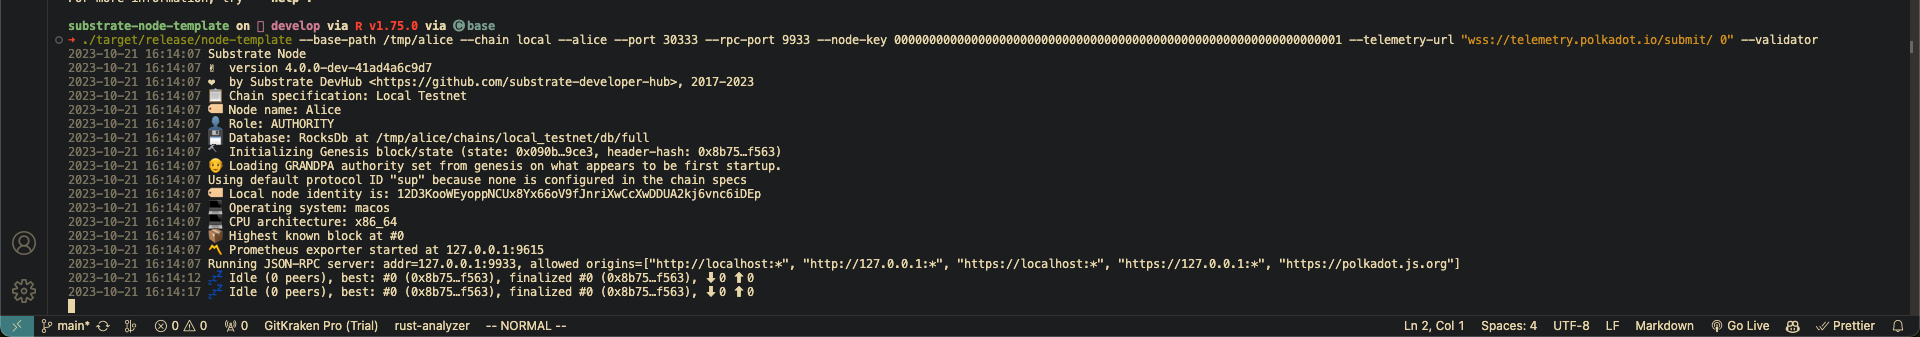 For more information, try '--help'.
substrate-node-template on develop via R v1.75.0 via C base
➜ ./target/release/node-template --base-path /tmp/alice --chain local --alice --port 30333 --rpc-port 9933 --node-key 0000000000000000000000000000000000000000000000000000000000000001 --telemetry-url "wss://telemetry.polkadot.io/submit/ 0" --validator
2023-10-21 16:14:07 Substrate Node
2023-10-21 16:14:07 ✌️ version 4.0.0-dev-41ad4a6c9d7
2023-10-21 16:14:07 ❤️ by Substrate DevHub <https://github.com/substrate-developer-hub>, 2017-2023
2023-10-21 16:14:07 📋 Chain specification: Local Testnet
2023-10-21 16:14:07 🏷 Node name: Alice
2023-10-21 16:14:07 👤 Role: AUTHORITY
2023-10-21 16:14:07 💾 Database: RocksDb at /tmp/alice/chains/local_testnet/db/full
2023-10-21 16:14:07 🔨 Initializing Genesis block/state (state: 0x090b…9ce3, header-hash: 0x8b75…f563)
2023-10-21 16:14:07 👴 Loading GRANDPA authority set from genesis on what appears to be first startup.
2023-10-21 16:14:07 Using default protocol ID "sup" because none is configured in the chain specs
2023-10-21 16:14:07 🏷 Local node identity is: 12D3KooWEyoppNCUx8Yx66oV9fJnriXwCcXwDDUA2kj6vnc6iDEp
2023-10-21 16:14:07 💻 Operating system: macos
2023-10-21 16:14:07 💻 CPU architecture: x86_64
2023-10-21 16:14:07 📦 Highest known block at #0
2023-10-21 16:14:07 〽️ Prometheus exporter started at 127.0.0.1:9615
2023-10-21 16:14:07 Running JSON-RPC server: addr=127.0.0.1:9933, allowed origins=["http://localhost:*", "http://127.0.0.1:*", "https://localhost:*", "https://127.0.0.1:*", "https://polkadot.js.org"]
2023-10-21 16:14:12 💤 Idle (0 peers), best: #0 (0x8b75…f563), finalized #0 (0x8b75…f563), ⬇ 0 ⬆ 0
2023-10-21 16:14:17 💤 Idle (0 peers), best: #0 (0x8b75…f563), finalized #0 (0x8b75…f563), ⬇ 0 ⬆ 0
main* 0 0 0 GitKraken Pro (Trial) rust-analyzer -- NORMAL -- Ln 2, Col 1 Spaces: 4 UTF-8 LF Markdown Go Live Prettier